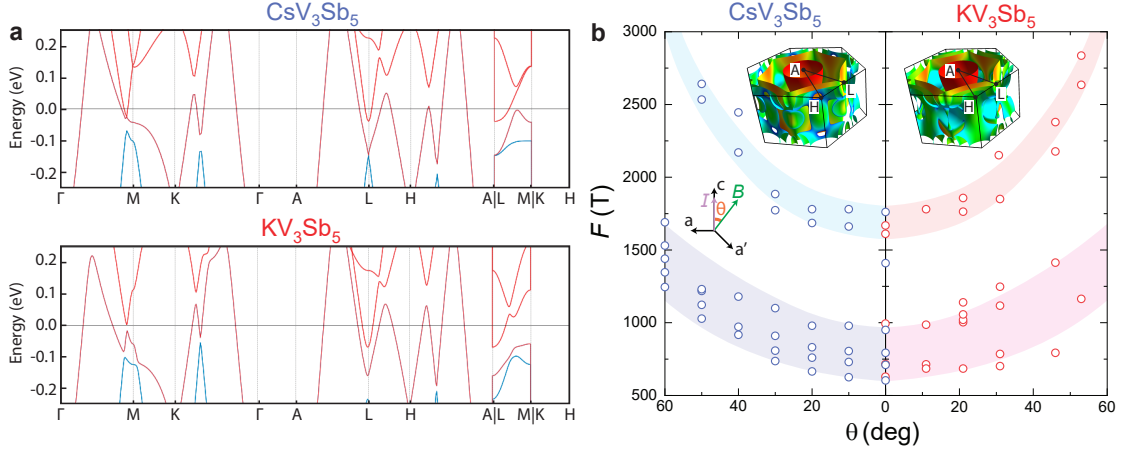 a
CsV₃Sb₅
Energy (eV)
0.2
0.1
0.0
-0.1
-0.2
Γ M K Γ A L H A|L M|K H
KV₃Sb₅
Energy (eV)
0.2
0.1
0.0
-0.1
-0.2
Γ M K Γ A L H A|L M|K H
b
CsV₃Sb₅ KV₃Sb₅
F (T)
3000
2500
2000
1750
1500
1000
500
A
L
H
A
L
H
c
I
θ
B
a
a'
60 40 20 0 20 40 60
θ (deg)